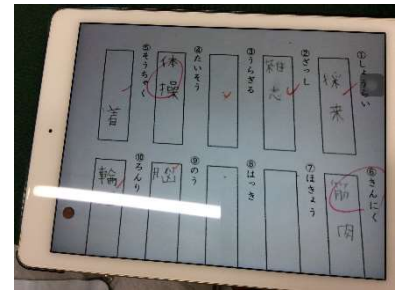 ①しょうらい
来
②ざっし
雑
③うらぎる
④たいそう
体操
⑤そうちゃく
着
⑥きんにく
筋肉
⑦ほきょう
⑧はっき
⑨のう
脳
⑩ろんり
輪